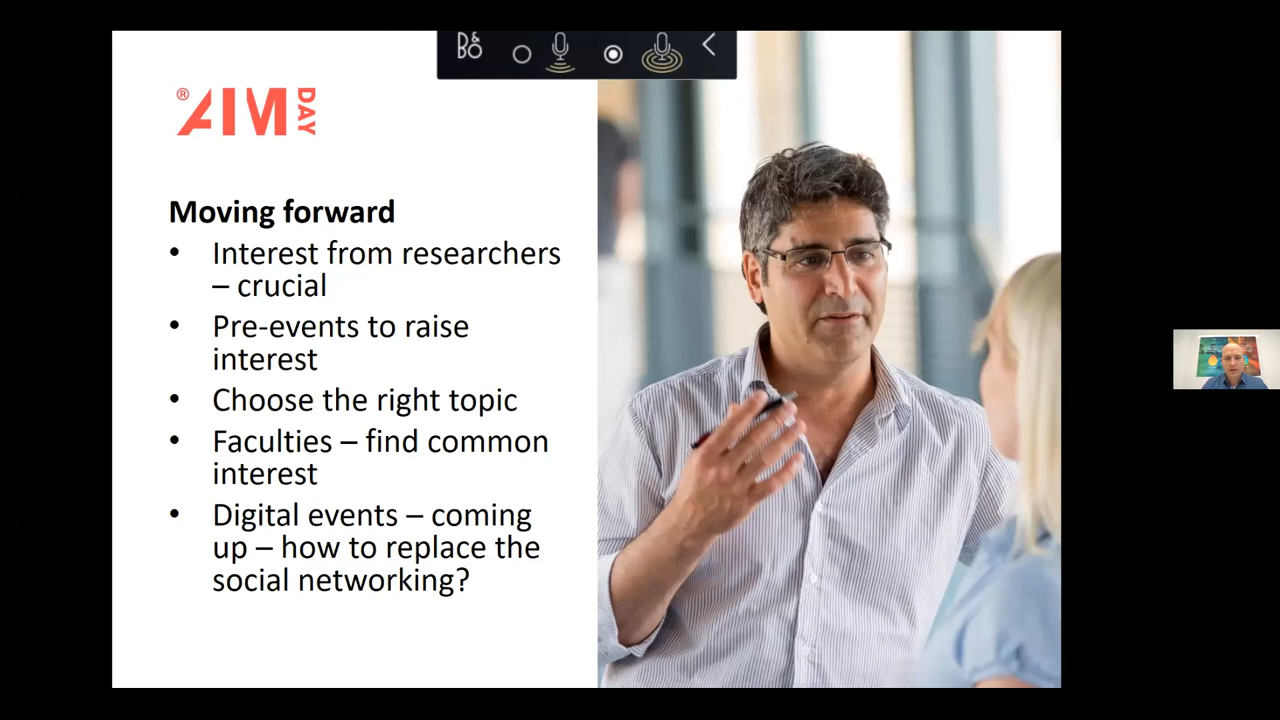 B&O
® AIM DAY
Moving forward
• Interest from researchers
– crucial
• Pre-events to raise
interest
• Choose the right topic
• Faculties – find common
interest
• Digital events – coming
up – how to replace the
social networking?